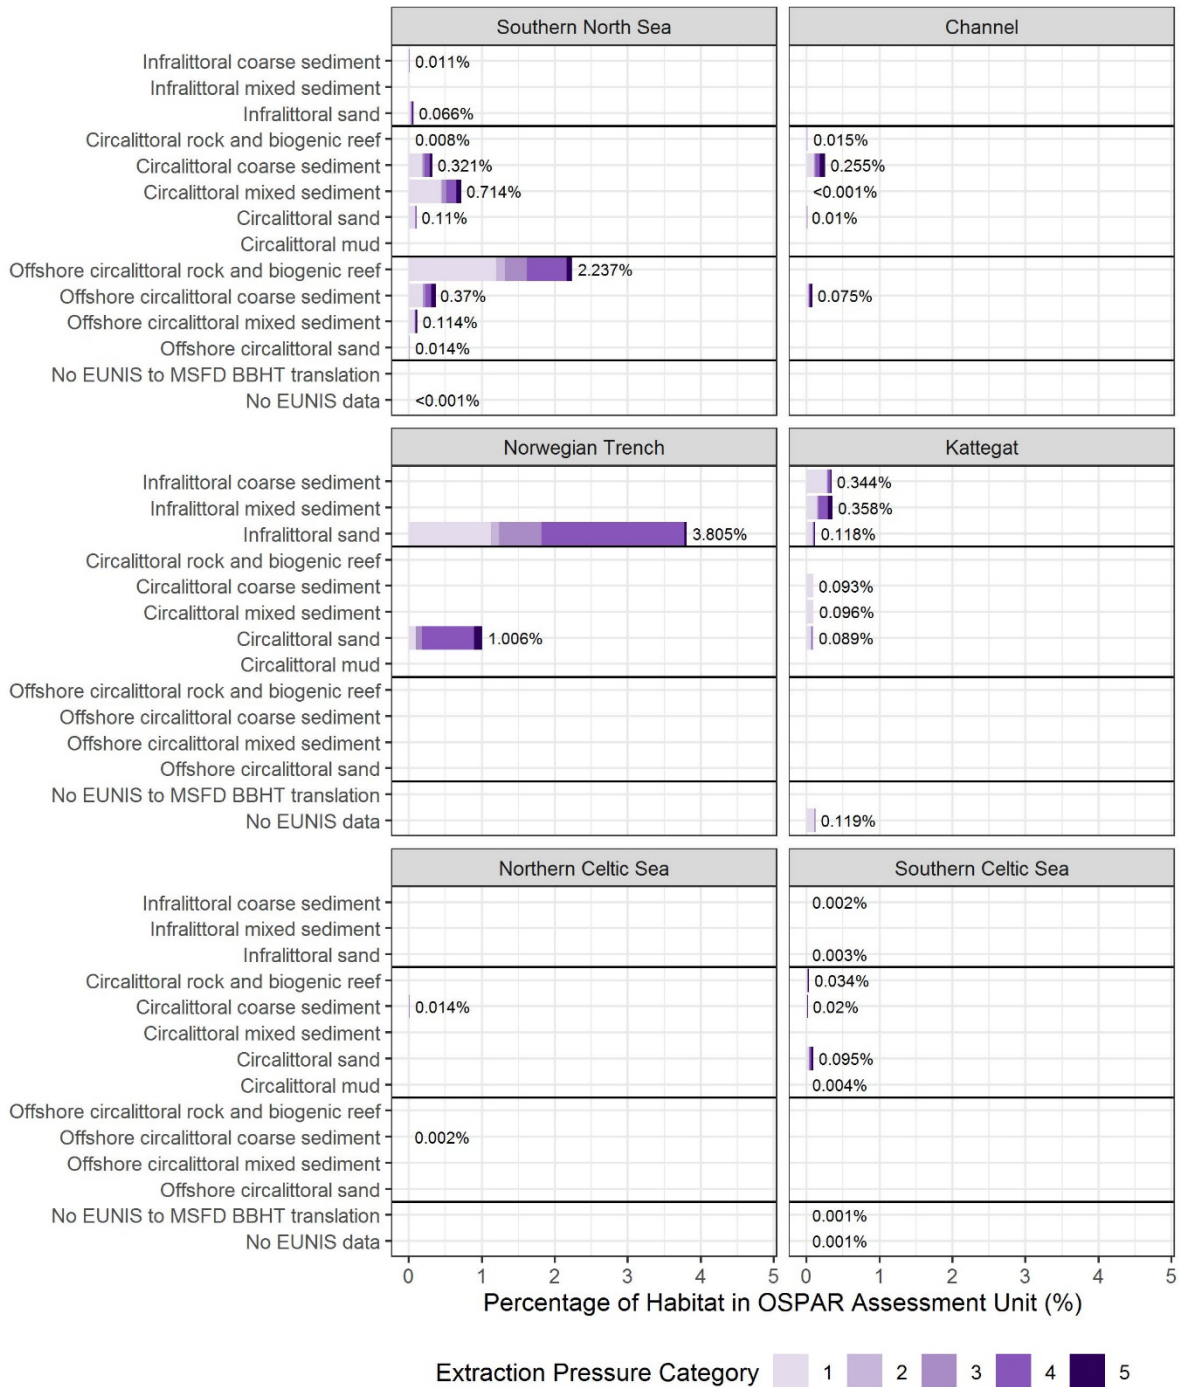 Southern North Sea Channel
Infralittoral coarse sediment 0.011%
Infralittoral mixed sediment
Infralittoral sand 0.066%
Circalittoral rock and biogenic reef 0.008% 0.015%
Circalittoral coarse sediment 0.321% 0.255%
Circalittoral mixed sediment 0.714% <0.001%
Circalittoral sand 0.11% 0.01%
Circalittoral mud
Offshore circalittoral rock and biogenic reef 2.237%
Offshore circalittoral coarse sediment 0.37% 0.075%
Offshore circalittoral mixed sediment 0.114%
Offshore circalittoral sand 0.014%
No EUNIS to MSFD BBHT translation
No EUNIS data <0.001%
Norwegian Trench Kattegat
Infralittoral coarse sediment 0.344%
Infralittoral mixed sediment 0.358%
Infralittoral sand 3.805% 0.118%
Circalittoral rock and biogenic reef
Circalittoral coarse sediment 0.093%
Circalittoral mixed sediment 0.096%
Circalittoral sand 1.006% 0.089%
Circalittoral mud
Offshore circalittoral rock and biogenic reef
Offshore circalittoral coarse sediment
Offshore circalittoral mixed sediment
Offshore circalittoral sand
No EUNIS to MSFD BBHT translation
No EUNIS data 0.119%
Northern Celtic Sea Southern Celtic Sea
Infralittoral coarse sediment 0.002%
Infralittoral mixed sediment
Infralittoral sand 0.003%
Circalittoral rock and biogenic reef 0.034%
Circalittoral coarse sediment 0.014% 0.02%
Circalittoral mixed sediment
Circalittoral sand 0.095%
Circalittoral mud 0.004%
Offshore circalittoral rock and biogenic reef
Offshore circalittoral coarse sediment 0.002%
Offshore circalittoral mixed sediment
Offshore circalittoral sand
No EUNIS to MSFD BBHT translation 0.001%
No EUNIS data 0.001%
0 1 2 3 4 5 0 1 2 3 4 5
Percentage of Habitat in OSPAR Assessment Unit (%)
Extraction Pressure Category 1 2 3 4 5